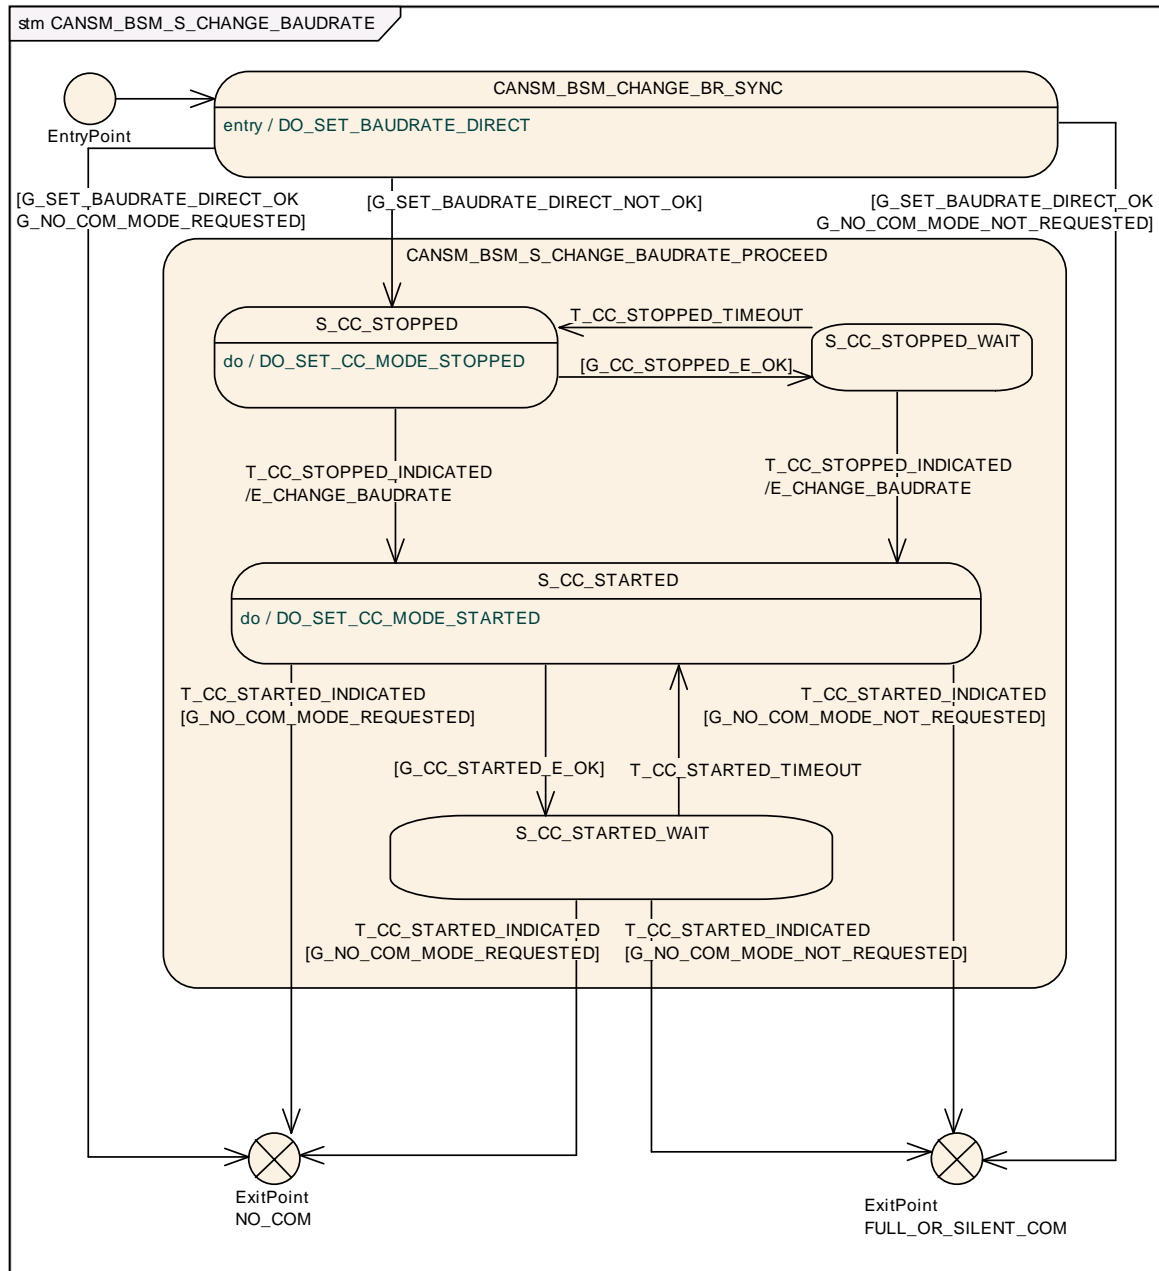 stm CANSM_BSM_S_CHANGE_BAUDRATE
CANSM_BSM_CHANGE_BR_SYNC
entry / DO_SET_BAUDRATE_DIRECT
EntryPoint
[G_SET_BAUDRATE_DIRECT_OK
G_NO_COM_MODE_REQUESTED]
[G_SET_BAUDRATE_DIRECT_NOT_OK]
[G_SET_BAUDRATE_DIRECT_OK
G_NO_COM_MODE_NOT_REQUESTED]
CANSM_BSM_S_CHANGE_BAUDRATE_PROCEED
S_CC_STOPPED
do / DO_SET_CC_MODE_STOPPED
T_CC_STOPPED_TIMEOUT
[G_CC_STOPPED_E_OK]
S_CC_STOPPED_WAIT
T_CC_STOPPED_INDICATED
/E_CHANGE_BAUDRATE
T_CC_STOPPED_INDICATED
/E_CHANGE_BAUDRATE
S_CC_STARTED
do / DO_SET_CC_MODE_STARTED
T_CC_STARTED_INDICATED
[G_NO_COM_MODE_REQUESTED]
T_CC_STARTED_INDICATED
[G_NO_COM_MODE_NOT_REQUESTED]
[G_CC_STARTED_E_OK]
T_CC_STARTED_TIMEOUT
S_CC_STARTED_WAIT
T_CC_STARTED_INDICATED
[G_NO_COM_MODE_REQUESTED]
T_CC_STARTED_INDICATED
[G_NO_COM_MODE_NOT_REQUESTED]
ExitPoint
NO_COM
ExitPoint
FULL_OR_SILENT_COM